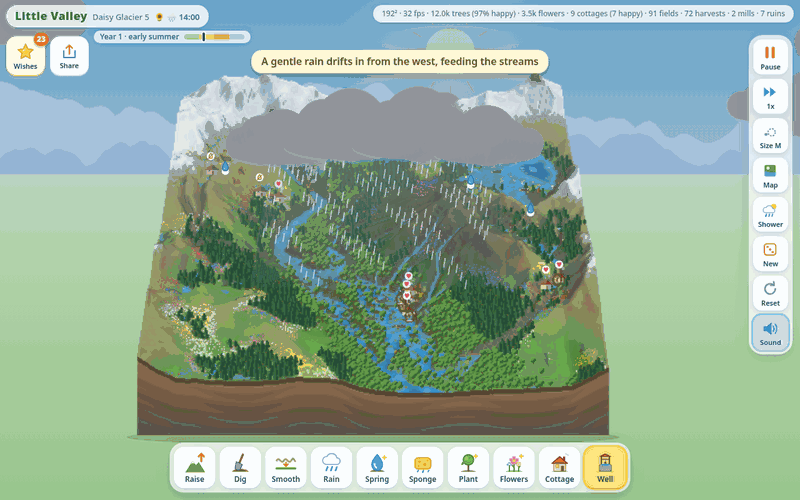 Little Valley Daisy Glacier 5 14:00
192² · 32 fps · 12.0k trees (97% happy) · 3.5k flowers · 9 cottages (7 happy) · 91 fields · 72 harvests · 2 mills · 7 ruins
Year 1 · early summer
23
Wishes
Share
A gentle rain drifts in from the west, feeding the streams
Pause
1x
Size M
Map
Shower
New
Reset
Sound
Raise
Dig
Smooth
Rain
Spring
Sponge
Plant
Flowers
Cottage
Well